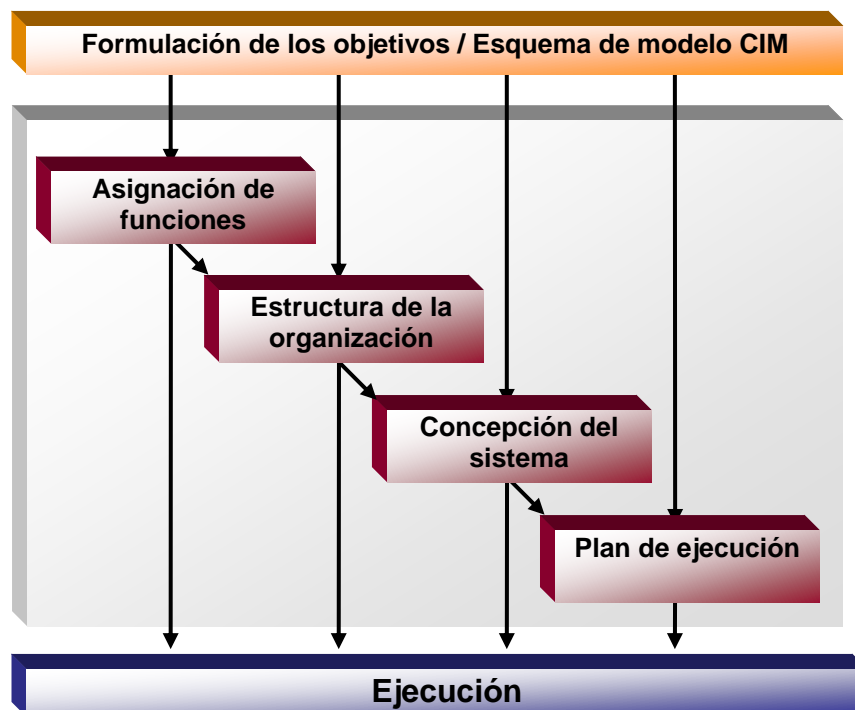 Formulación de los objetivos / Esquema de modelo CIM
Asignación de
funciones
Estructura de la
organización
Concepción del
sistema
Plan de ejecución
Ejecución